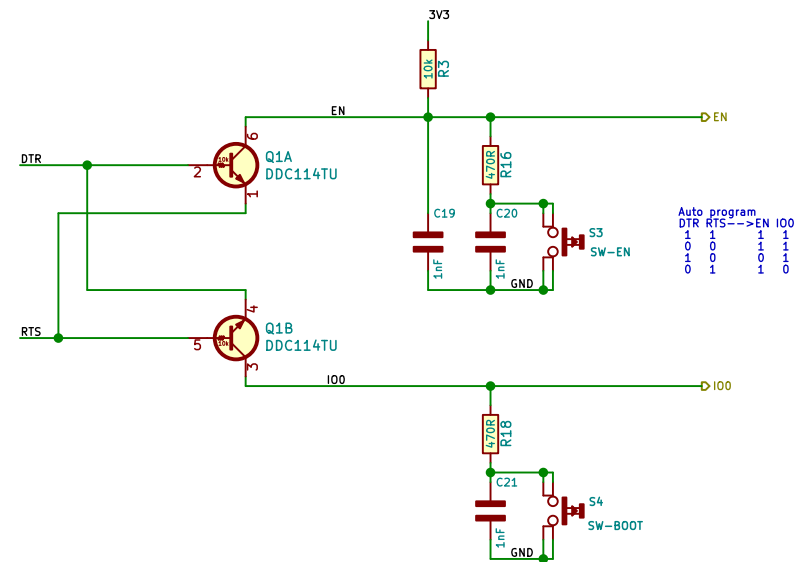 3V3
10k
R3
EN
EN
DTR
10k
6
Q1A
DDC114TU
2
1
470R
R16
C19
1nF
C20
1nF
S3
SW-EN
GND
Auto program
DTR RTS-->EN IO0
1 1 1 1
0 0 1 1
1 0 0 1
0 1 1 0
RTS
10k
4
Q1B
DDC114TU
5
3
IO0
IO0
470R
R18
C21
1nF
S4
SW-BOOT
GND